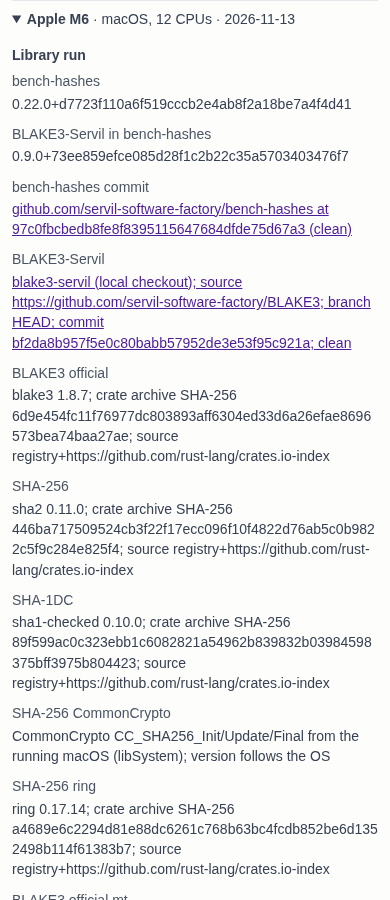 ▼ Apple M6 · macOS, 12 CPUs · 2026-11-13
Library run
bench-hashes
0.22.0+d7723f110a6f519cccb2e4ab8f2a18be7a4f4d41
BLAKE3-Servil in bench-hashes
0.9.0+73ee859efce085d28f1c2b22c35a5703403476f7
bench-hashes commit
github.com/servil-software-factory/bench-hashes at
97c0fbcbedb8fe8f8395115647684dfde75d67a3 (clean)
BLAKE3-Servil
blake3-servil (local checkout); source
https://github.com/servil-software-factory/BLAKE3; branch
HEAD; commit
bf2da8b957f5e0c80babb57952de3e53f95c921a; clean
BLAKE3 official
blake3 1.8.7; crate archive SHA-256
6d9e454fc11f76977dc803893aff6304ed33d6a26efae8696
573bea74baa27ae; source
registry+https://github.com/rust-lang/crates.io-index
SHA-256
sha2 0.11.0; crate archive SHA-256
446ba717509524cb3f22f17ecc096f10f4822d76ab5c0b982
2c5f9c284e825f4; source registry+https://github.com/rust-
lang/crates.io-index
SHA-1DC
sha1-checked 0.10.0; crate archive SHA-256
89f599ac0c323ebb1c6082821a54962b839832b03984598
375bff3975b804423; source
registry+https://github.com/rust-lang/crates.io-index
SHA-256 CommonCrypto
CommonCrypto CC_SHA256_Init/Update/Final from the
running macOS (libSystem); version follows the OS
SHA-256 ring
ring 0.17.14; crate archive SHA-256
a4689e6c2294d81e88dc6261c768b63bc4fcdb852be6d135
2498b114f61383b7; source
registry+https://github.com/rust-lang/crates.io-index
BLAKE3 official mt